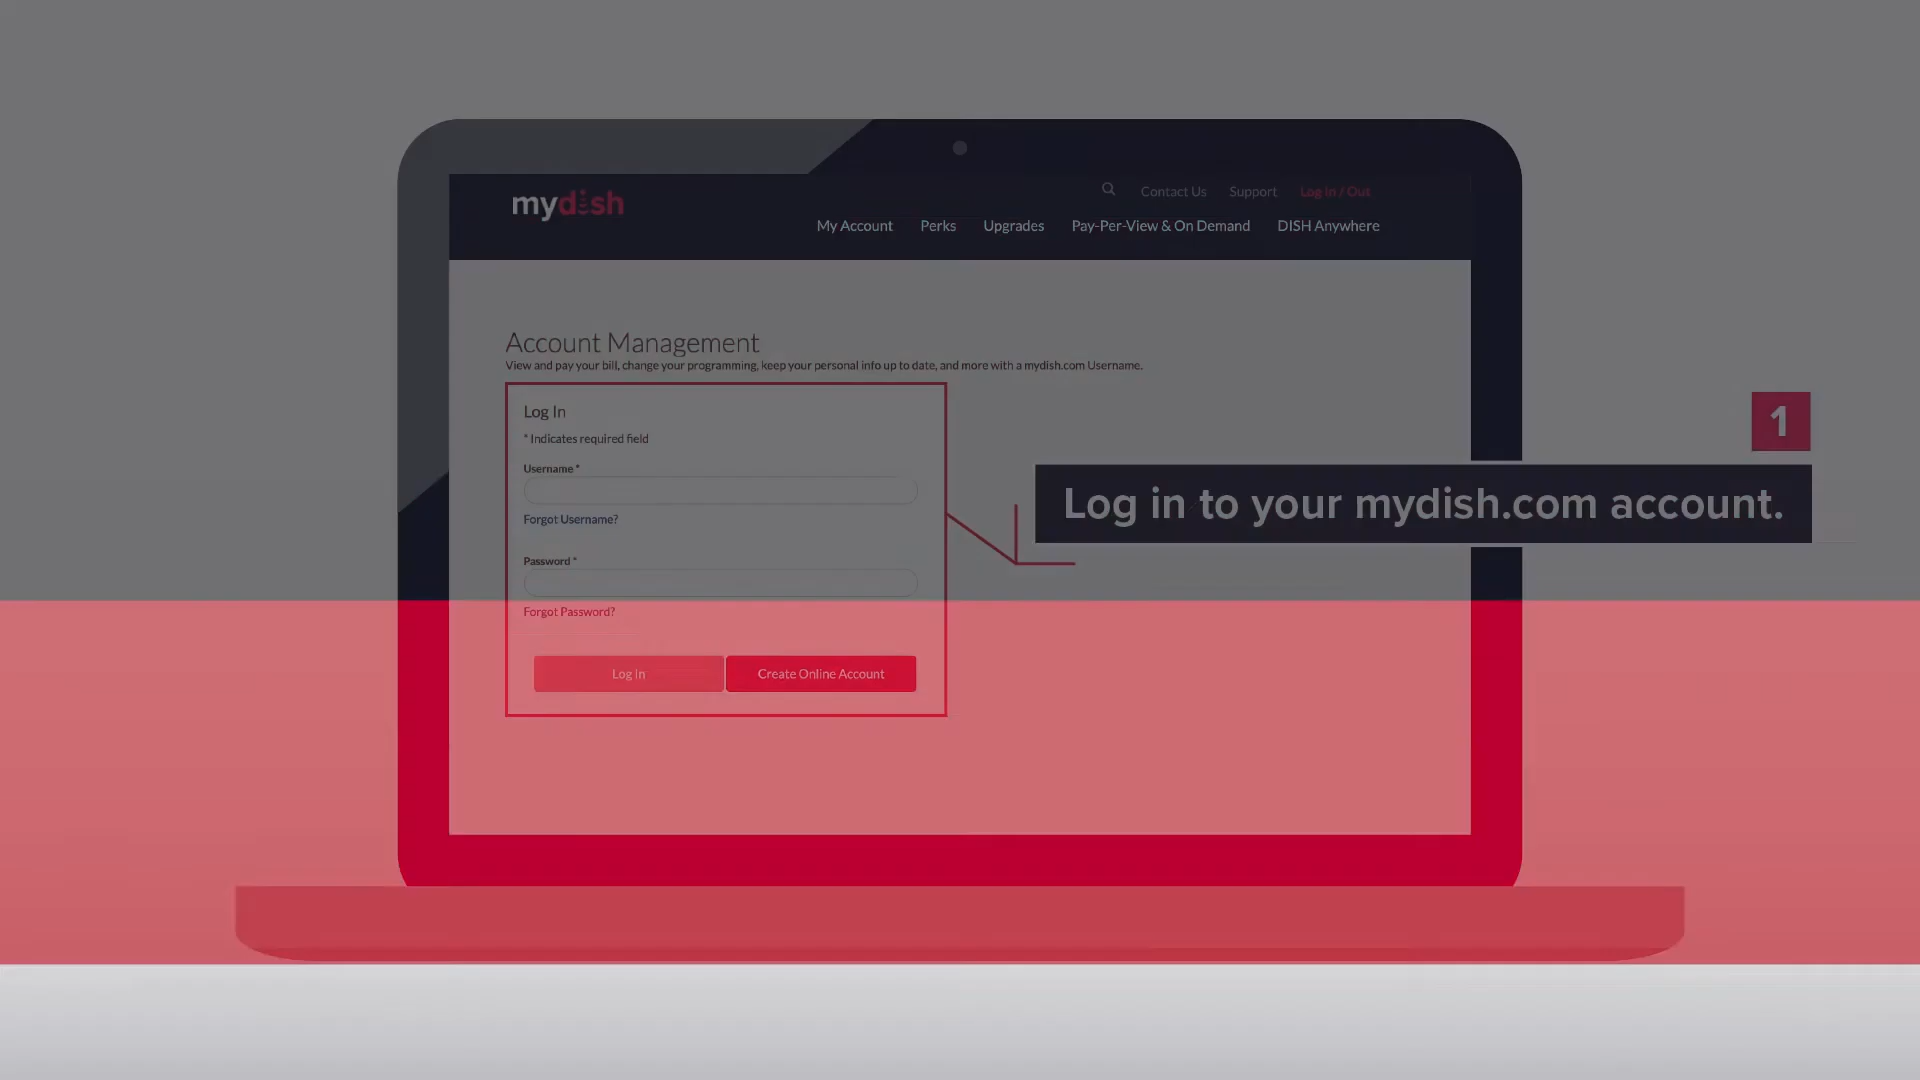 mydish
Contact Us Support Log In / Out
My Account Perks Upgrades Pay-Per-View & On Demand DISH Anywhere
Account Management
View and pay your bill, change your programming, keep your personal info up to date, and more with a mydish.com Username.
Log In
* Indicates required field
Username *
Forgot Username?
Password *
Forgot Password?
Log In Create Online Account
1
Log in to your mydish.com account.